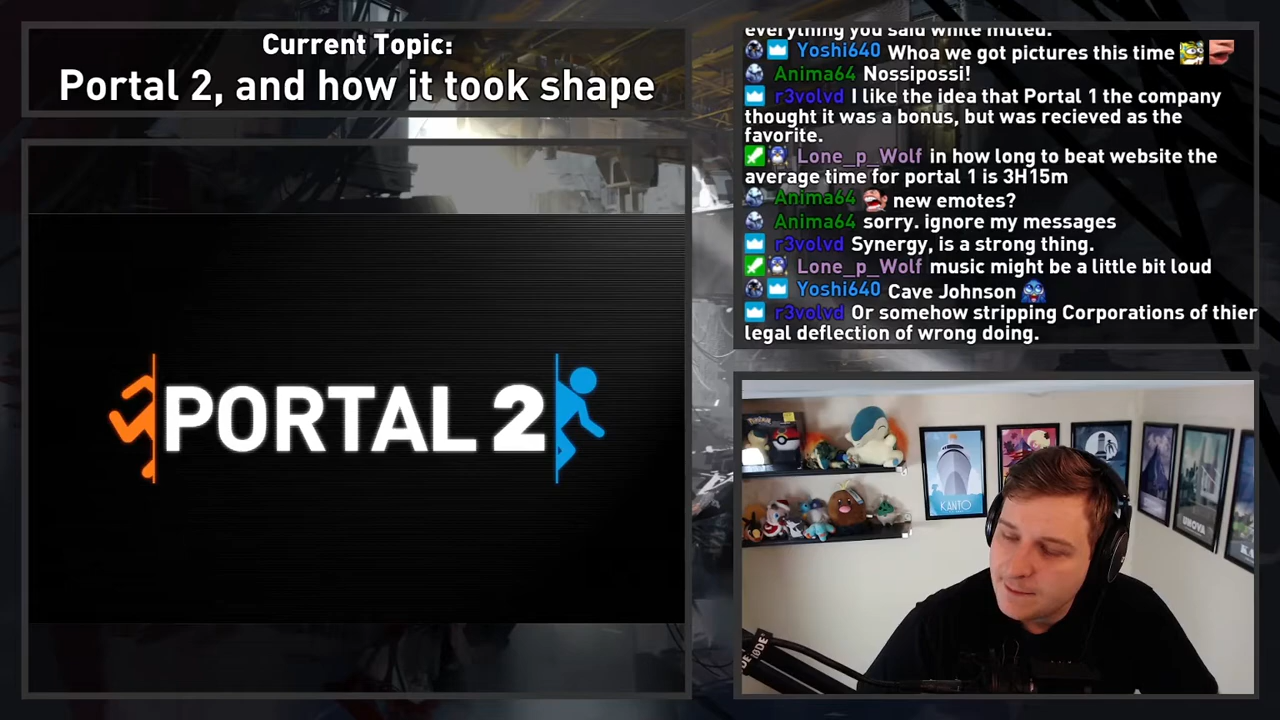 Current Topic:
Portal 2, and how it took shape
PORTAL 2
everything you said while muted.
Yoshi640 Whoa we got pictures this time
Anima64 Nossipossi!
r3volvd I like the idea that Portal 1 the company
thought it was a bonus, but was recieved as the
favorite.
Lone_p_Wolf in how long to beat website the
average time for portal 1 is 3H15m
Anima64 new emotes?
Anima64 sorry. ignore my messages
r3volvd Synergy, is a strong thing.
Lone_p_Wolf music might be a little bit loud
Yoshi640 Cave Johnson
r3volvd Or somehow stripping Corporations of thier
legal deflection of wrong doing.
KANTO
UNOVA